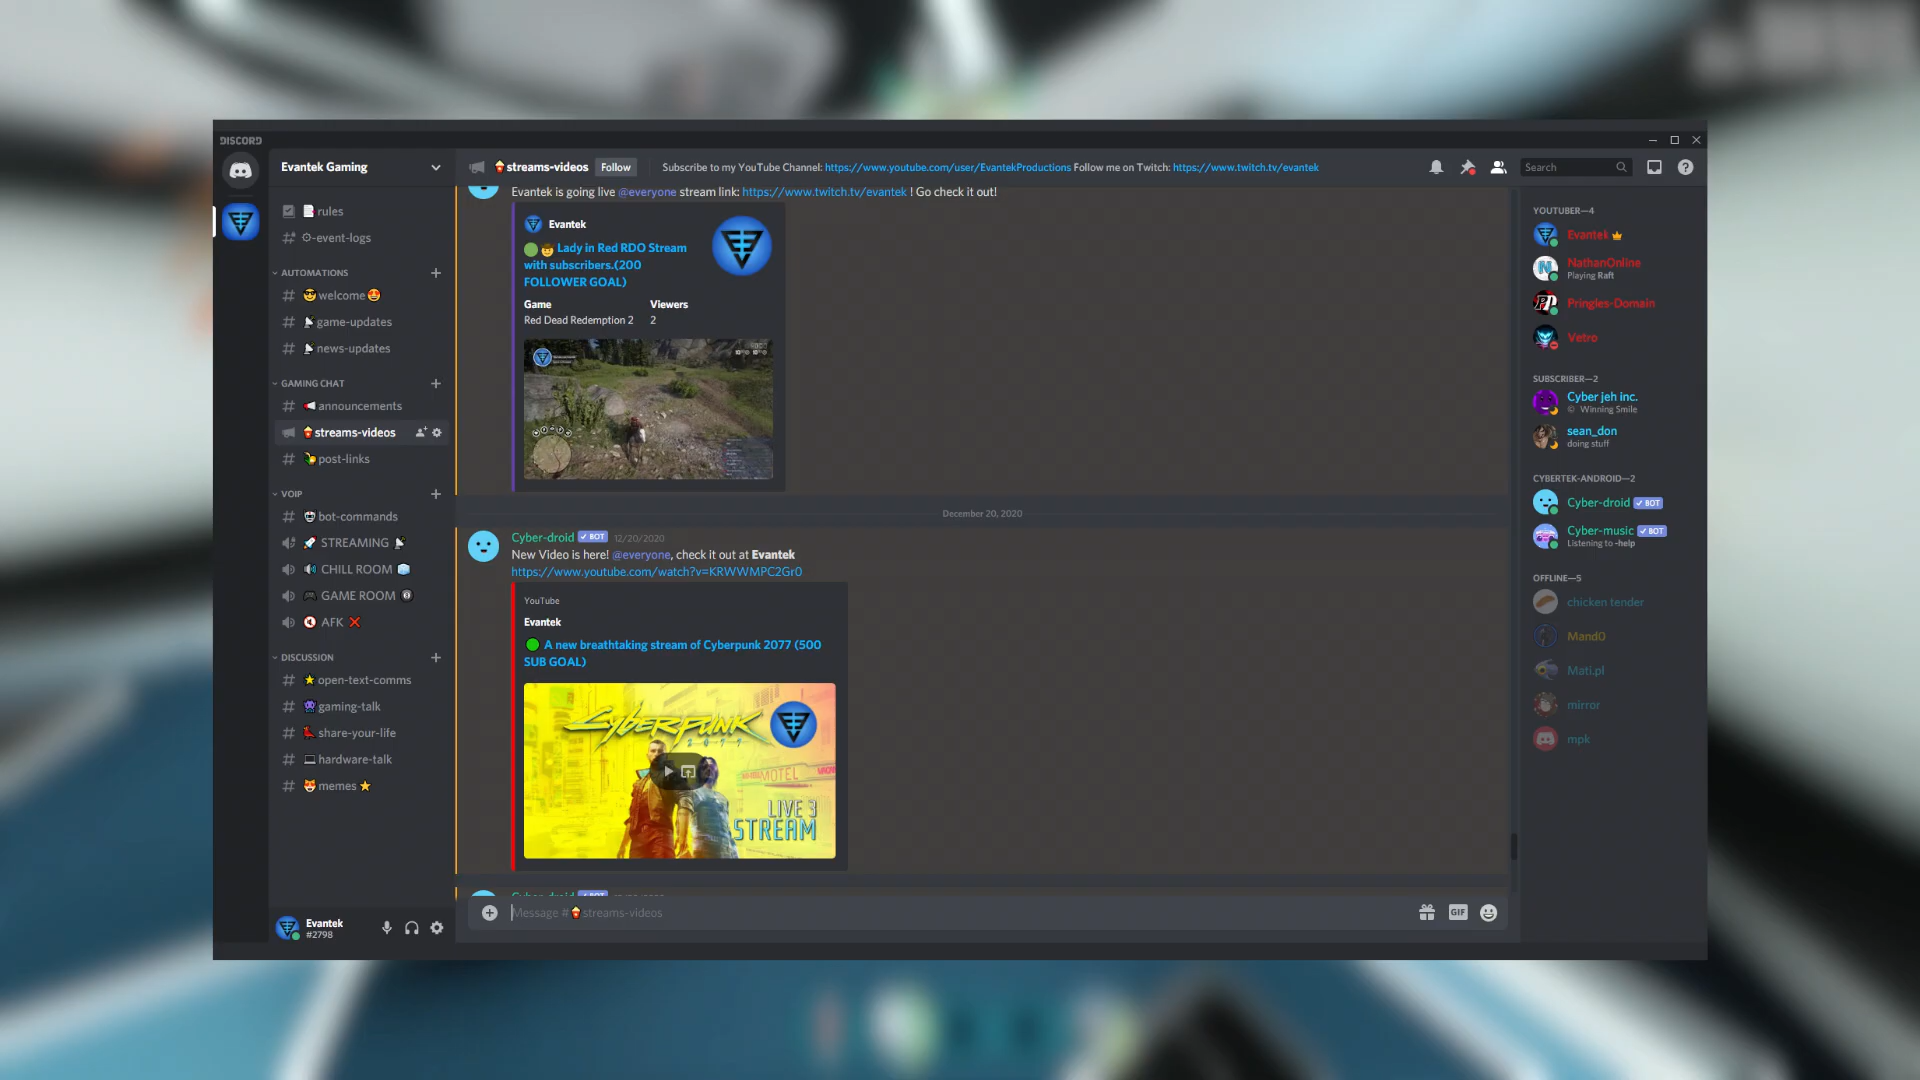 DISCORD
Evantek Gaming
rules
-event-logs
AUTOMATIONS
welcome
game-updates
news-updates
GAMING CHAT
announcements
streams-videos
post-links
VOIP
bot-commands
STREAMING
CHILL ROOM
GAME ROOM
AFK
DISCUSSION
open-text-comms
gaming-talk
share-your-life
hardware-talk
memes
Evantek
#2798
streams-videos Follow Subscribe to my YouTube Channel: https://www.youtube.com/user/EvantekProductions Follow me on Twitch: https://www.twitch.tv/evantek
Search
Evantek is going live @everyone stream link: https://www.twitch.tv/evantek ! Go check it out!
Evantek
Lady in Red RDO Stream
with subscribers.(200
FOLLOWER GOAL)
Game Viewers
Red Dead Redemption 2 2
December 20, 2020
Cyber-droid BOT 12/20/2020
New Video is here! @everyone, check it out at Evantek
https://www.youtube.com/watch?v=KRWWMPC2Gr0
YouTube
Evantek
A new breathtaking stream of Cyberpunk 2077 (500
SUB GOAL)
Cyberpunk
2077
MOTEL
LIVE 3
STREAM
Cyber-droid BOT
Message # streams-videos
GIF
YOUTUBER—4
Evantek
NathanOnline
Playing Raft
Pringles-Domain
Vetro
SUBSCRIBER—2
Cyber jeh inc.
Winning Smile
sean_don
doing stuff
CYBERTEK-ANDROID—2
Cyber-droid BOT
Cyber-music BOT
Listening to -help
OFFLINE—5
chicken tender
Mand0
Mati.pl
mirror
mpk